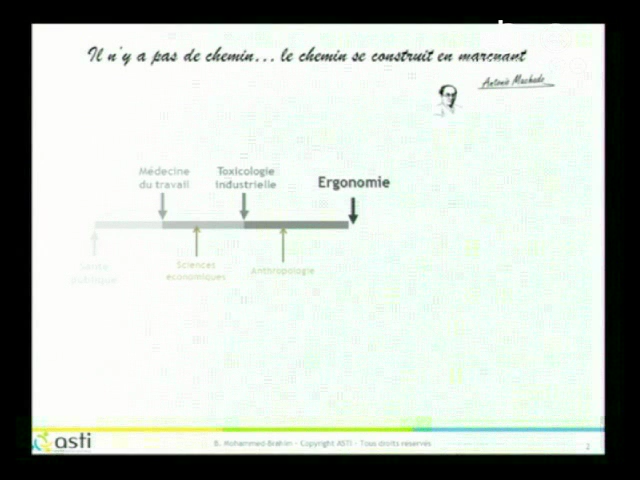 Il n'y a pas de chemin... le chemin se construit en marchant
Antonio Machado
Médecine
du travail
Toxicologie
industrielle
Ergonomie
Santé
publique
Sciences
économiques
Anthropologie
asti
B. Mohammed-Brahim - Copyright ASTI - Tous droits réservés
2